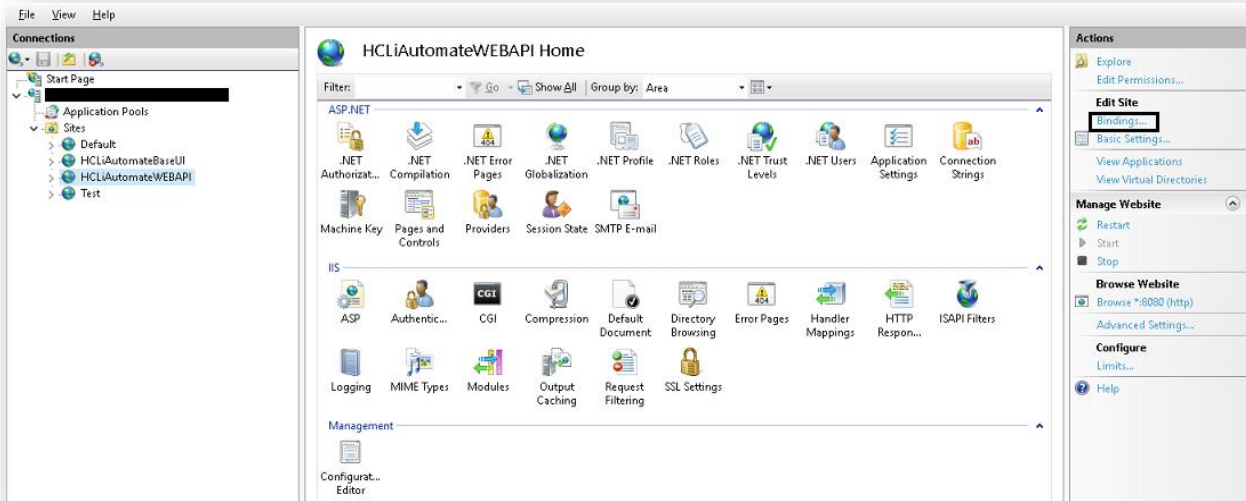 File View Help
Connections
Start Page
Application Pools
Sites
Default
HCLiAutomateBaseUI
HCLiAutomateWEBAPI
Test
HCLiAutomateWEBAPI Home
Filter: Go Show All Group by: Area
ASP.NET
.NET Authorizat...
.NET Compilation
.NET Error Pages
.NET Globalization
.NET Profile
.NET Roles
.NET Trust Levels
.NET Users
Application Settings
Connection Strings
Machine Key
Pages and Controls
Providers
Session State
SMTP E-mail
IIS
ASP
Authentic...
CGI
Compression
Default Document
Directory Browsing
Error Pages
Handler Mappings
HTTP Respon...
ISAPI Filters
Logging
MIME Types
Modules
Output Caching
Request Filtering
SSL Settings
Management
Configurat... Editor
Actions
Explore
Edit Permissions...
Edit Site
Bindings...
Basic Settings...
View Applications
View Virtual Directories
Manage Website
Restart
Start
Stop
Browse Website
Browse *:8080 (http)
Advanced Settings...
Configure
Limits...
Help